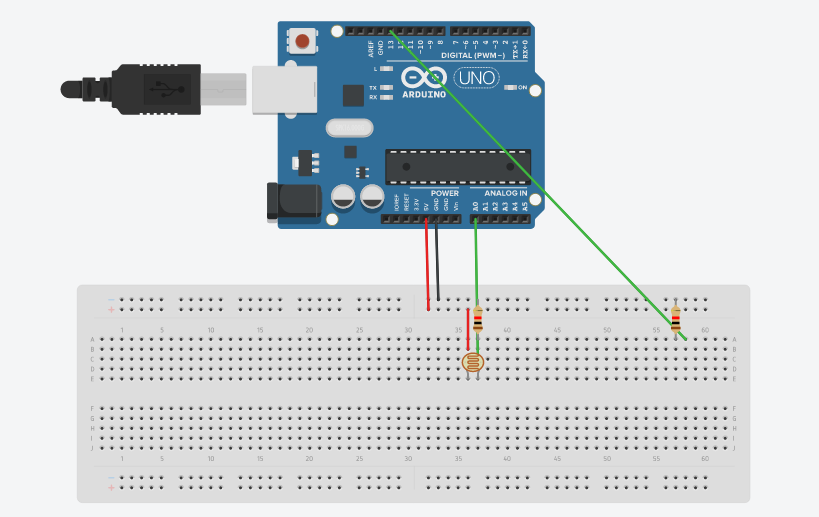 AREF
GND
13
12
~11
~10
~9
8
7
~6
~5
4
~3
2
TX→1
RX←0
DIGITAL (PWM~)
L
TX
RX
ARDUINO
UNO
ON
POWER
ANALOG IN
IOREF
RESET
3.3V
5V
GND
GND
Vin
A0
A1
A2
A3
A4
A5
1 5 10 15 20 25 30 35 40 45 50 55 60
A A
B B
C C
D D
E E
F F
G G
H H
I I
J J
1 5 10 15 20 25 30 35 40 45 50 55 60